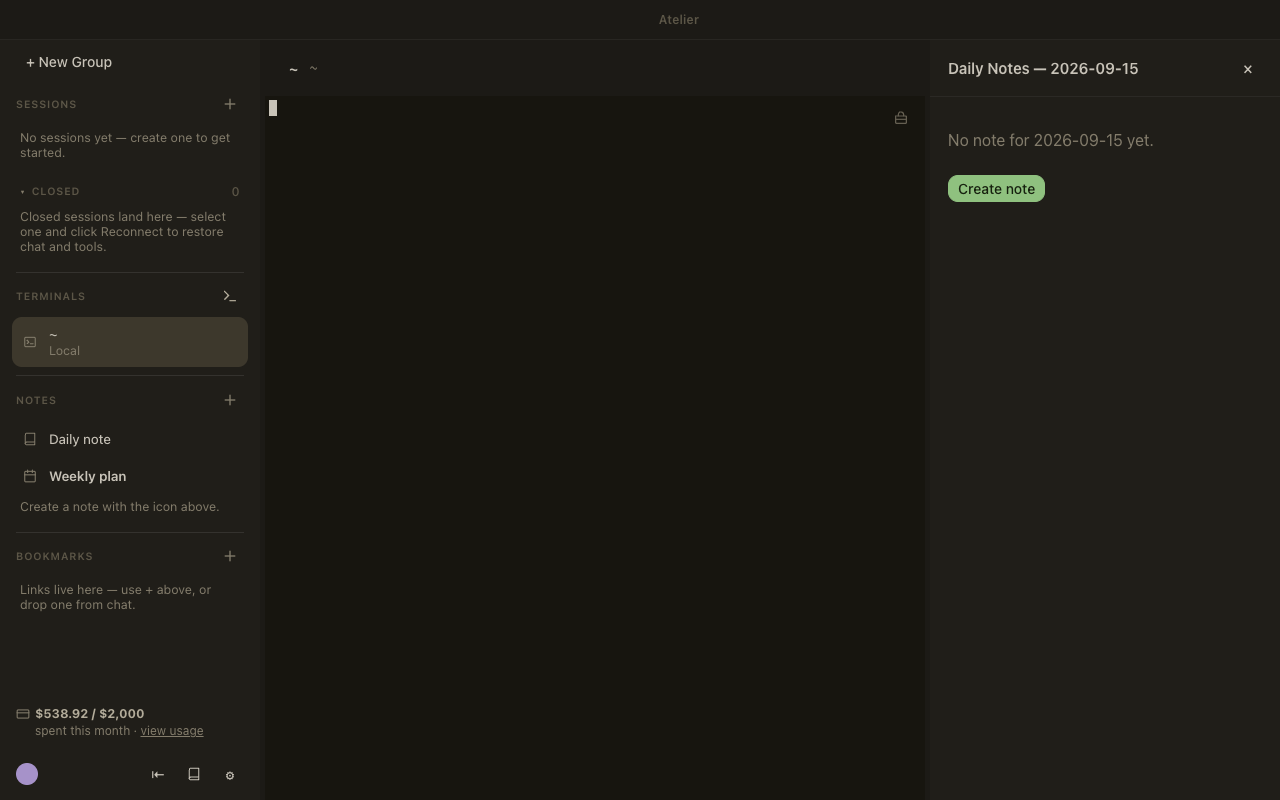 Atelier
+ New Group
SESSIONS
No sessions yet — create one to get
started.
CLOSED 0
Closed sessions land here — select
one and click Reconnect to restore
chat and tools.
TERMINALS
~
Local
NOTES
Daily note
Weekly plan
Create a note with the icon above.
BOOKMARKS
Links live here — use + above, or
drop one from chat.
$538.92 / $2,000
spent this month · view usage
~ ~
Daily Notes — 2026-09-15
No note for 2026-09-15 yet.
Create note